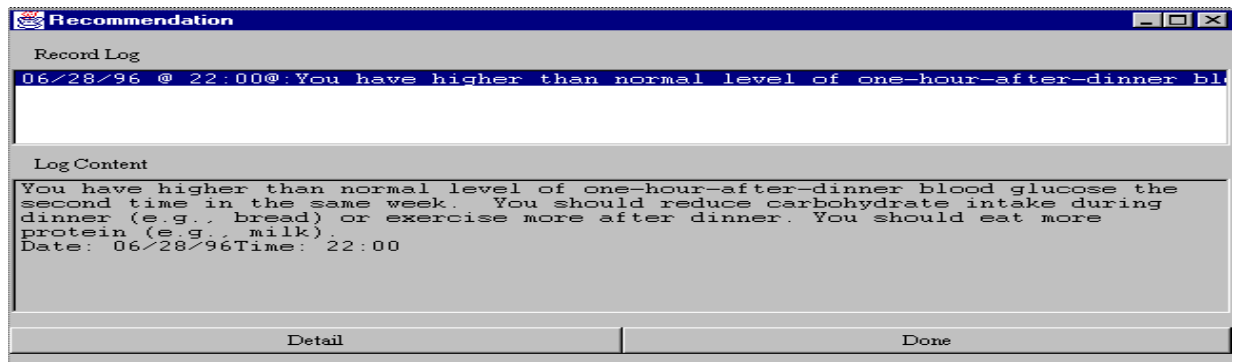 Recommendation
Record Log
06/28/96 @ 22:00@:You have higher than normal level of one-hour-after-dinner
Log Content
You have higher than normal level of one-hour-after-dinner blood glucose the
second time in the same week.  You should reduce carbohydrate intake during
dinner (e.g., bread) or exercise more after dinner. You should eat more
protein (e.g., milk).
Date: 06/28/96Time: 22:00
Detail
Done